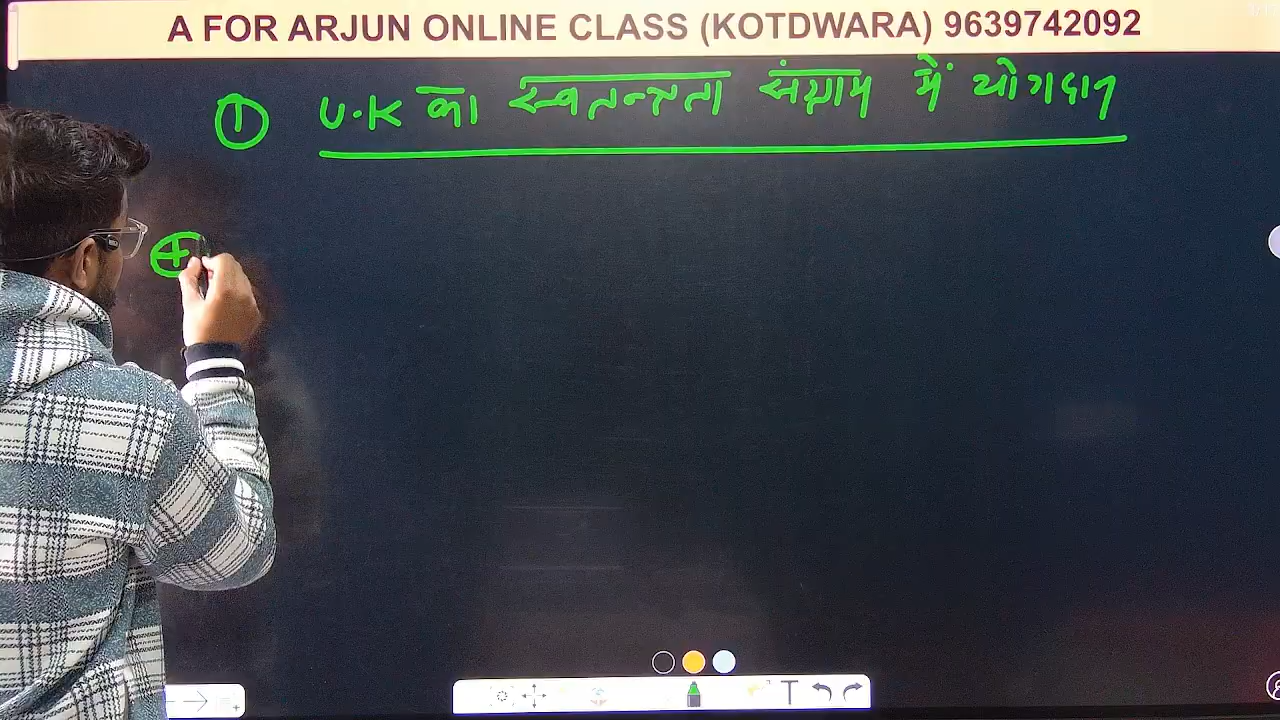 A FOR ARJUN ONLINE CLASS (KOTDWARA) 9639742092
① U.K का स्वतन्त्रता संग्राम में योगदान